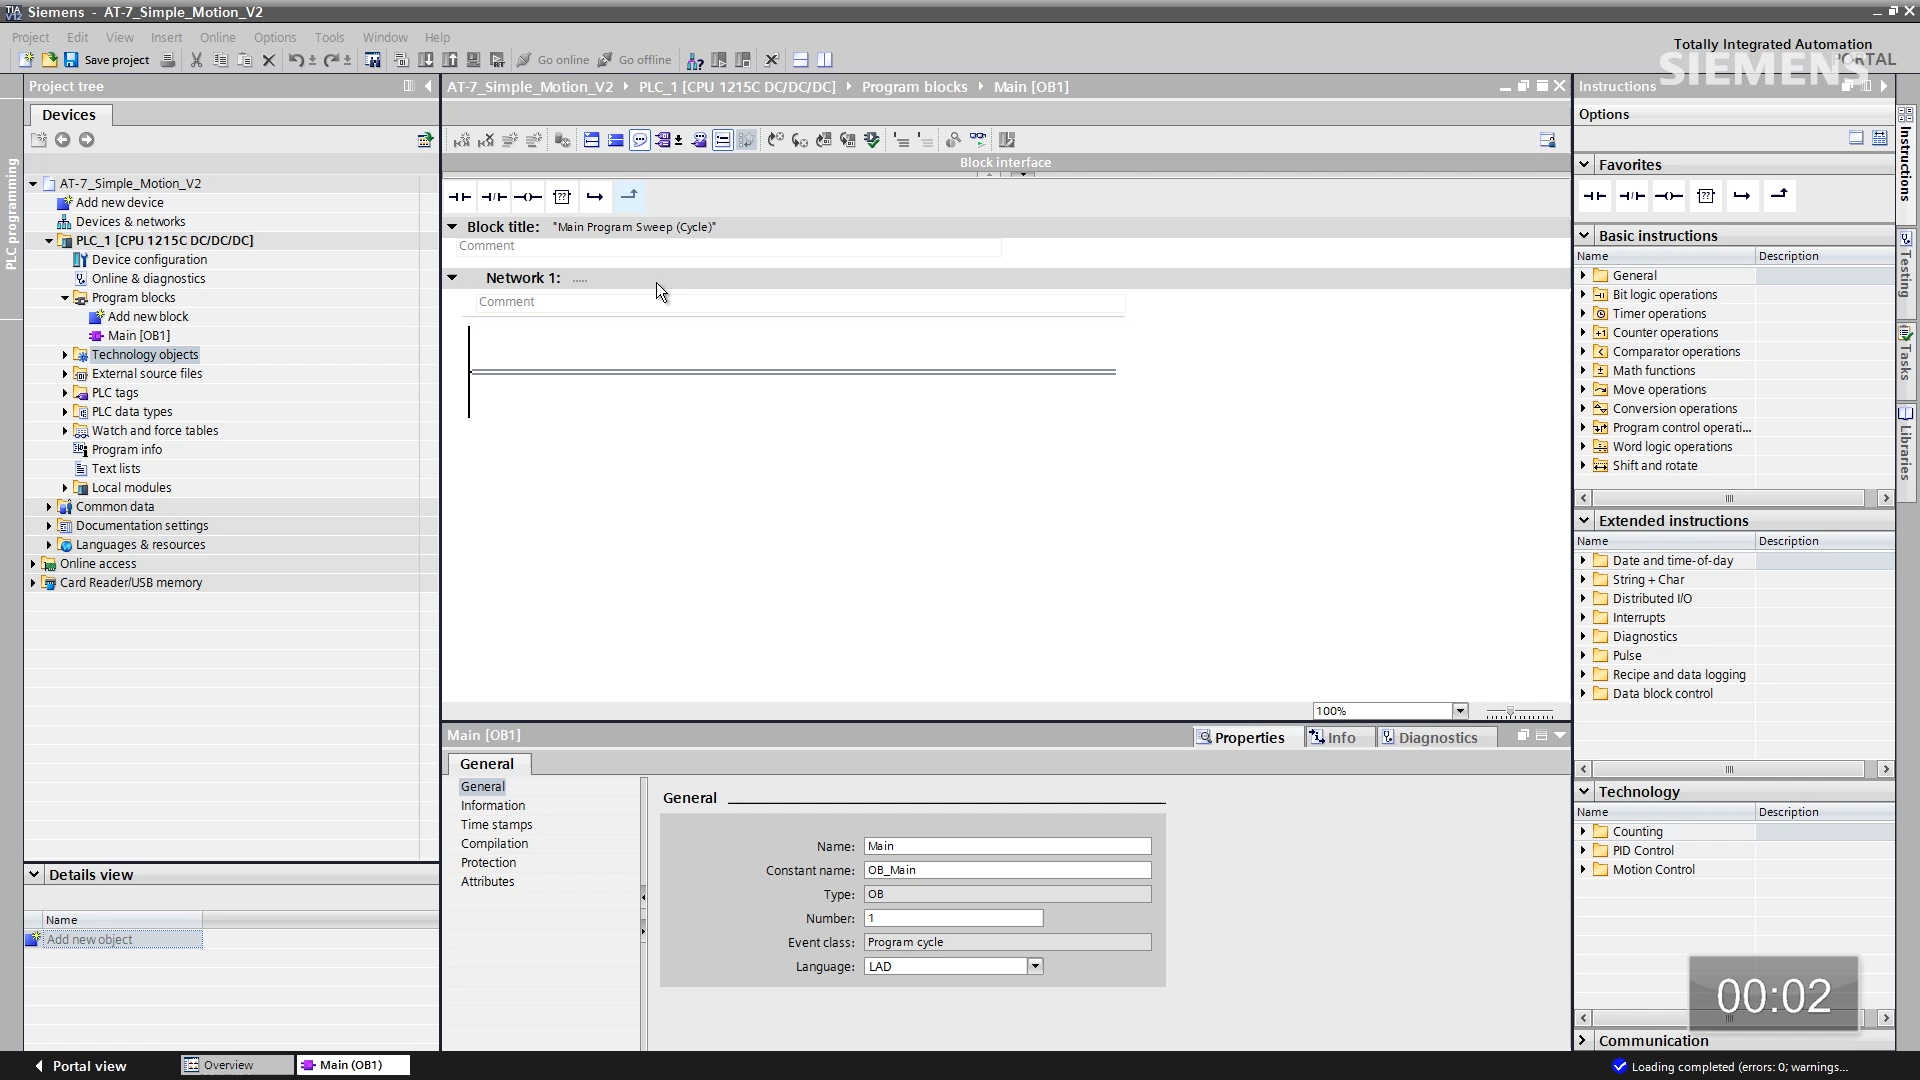 Siemens - AT-7_Simple_Motion_V2
Project Edit View Insert Online Options Tools Window Help
Totally Integrated Automation
PORTAL
SIEMENS
Save project Go online Go offline
Project tree
AT-7_Simple_Motion_V2 PLC_1 [CPU 1215C DC/DC/DC] Program blocks Main [OB1]
Instructions
Devices
Options
Block interface
PLC programming
AT-7_Simple_Motion_V2
Add new device
Devices & networks
PLC_1 [CPU 1215C DC/DC/DC]
Device configuration
Online & diagnostics
Program blocks
Add new block
Main [OB1]
Technology objects
External source files
PLC tags
PLC data types
Watch and force tables
Program info
Text lists
Local modules
Common data
Documentation settings
Languages & resources
Online access
Card Reader/USB memory
Details view
Name
Add new object
Block title: "Main Program Sweep (Cycle)"
Comment
Network 1: .....
Comment
100%
Main [OB1]
Properties Info Diagnostics
General
General
Information
Time stamps
Compilation
Protection
Attributes
General
Name: Main
Constant name: OB_Main
Type: OB
Number: 1
Event class: Program cycle
Language: LAD
Favorites
Basic instructions
Name Description
General
Bit logic operations
Timer operations
Counter operations
Comparator operations
Math functions
Move operations
Conversion operations
Program control operati...
Word logic operations
Shift and rotate
Extended instructions
Name Description
Date and time-of-day
String + Char
Distributed I/O
Interrupts
Diagnostics
Pulse
Recipe and data logging
Data block control
Technology
Name Description
Counting
PID Control
Motion Control
Communication
Instructions
Testing
Tasks
Libraries
00:02
Portal view Overview Main (OB1)
Loading completed (errors: 0; warnings...